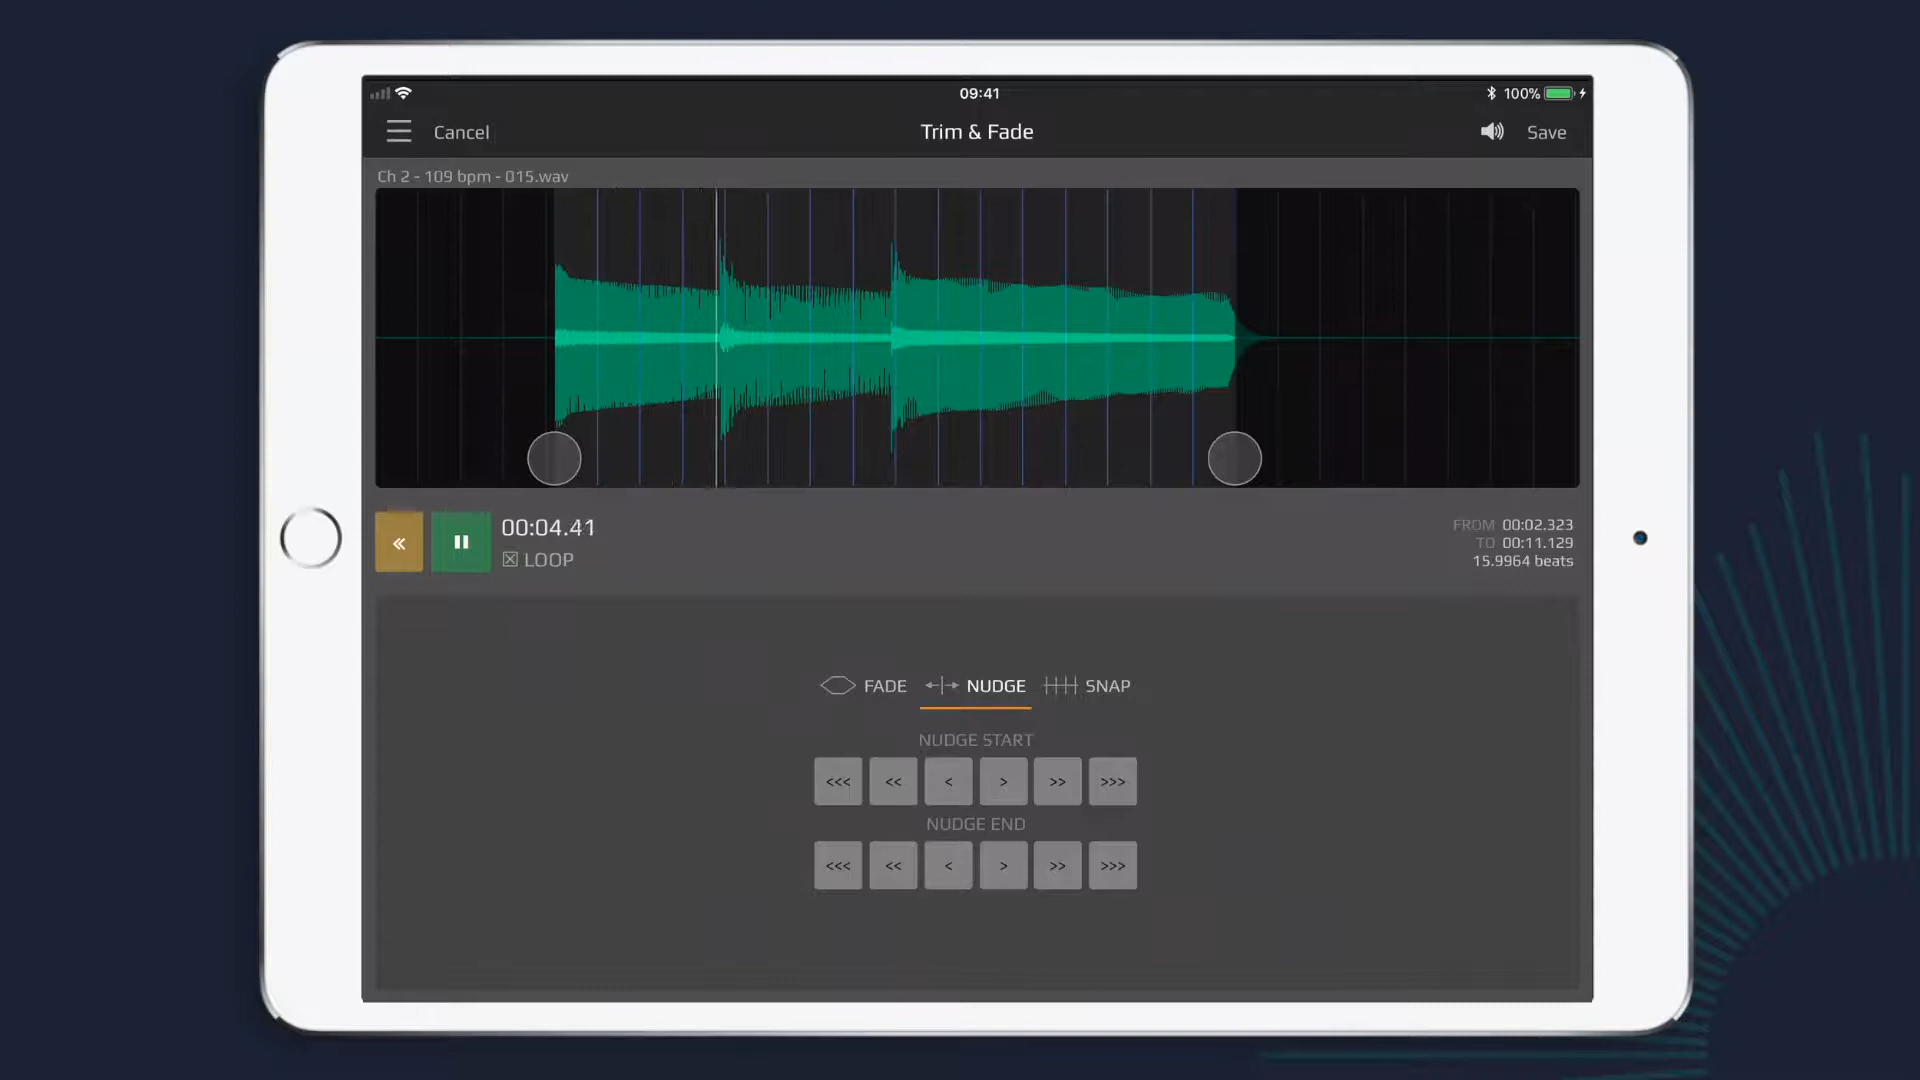 09:41
100%
Cancel
Trim & Fade
Save
Ch 2 - 109 bpm - 015.wav
00:04.41
LOOP
FROM 00:02.323
TO 00:11.129
15.9964 beats
FADE
NUDGE
SNAP
NUDGE START
<<< << < > >> >>>
NUDGE END
<<< << < > >> >>>